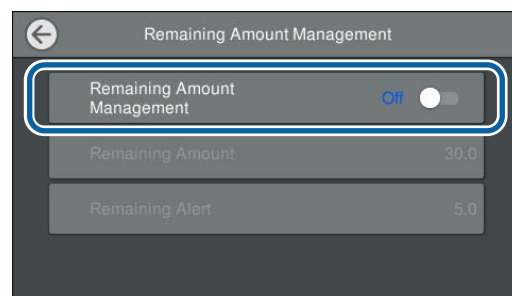 Remaining Amount Management
Remaining Amount
Management
Off
Remaining Amount
30.0
Remaining Alert
5.0